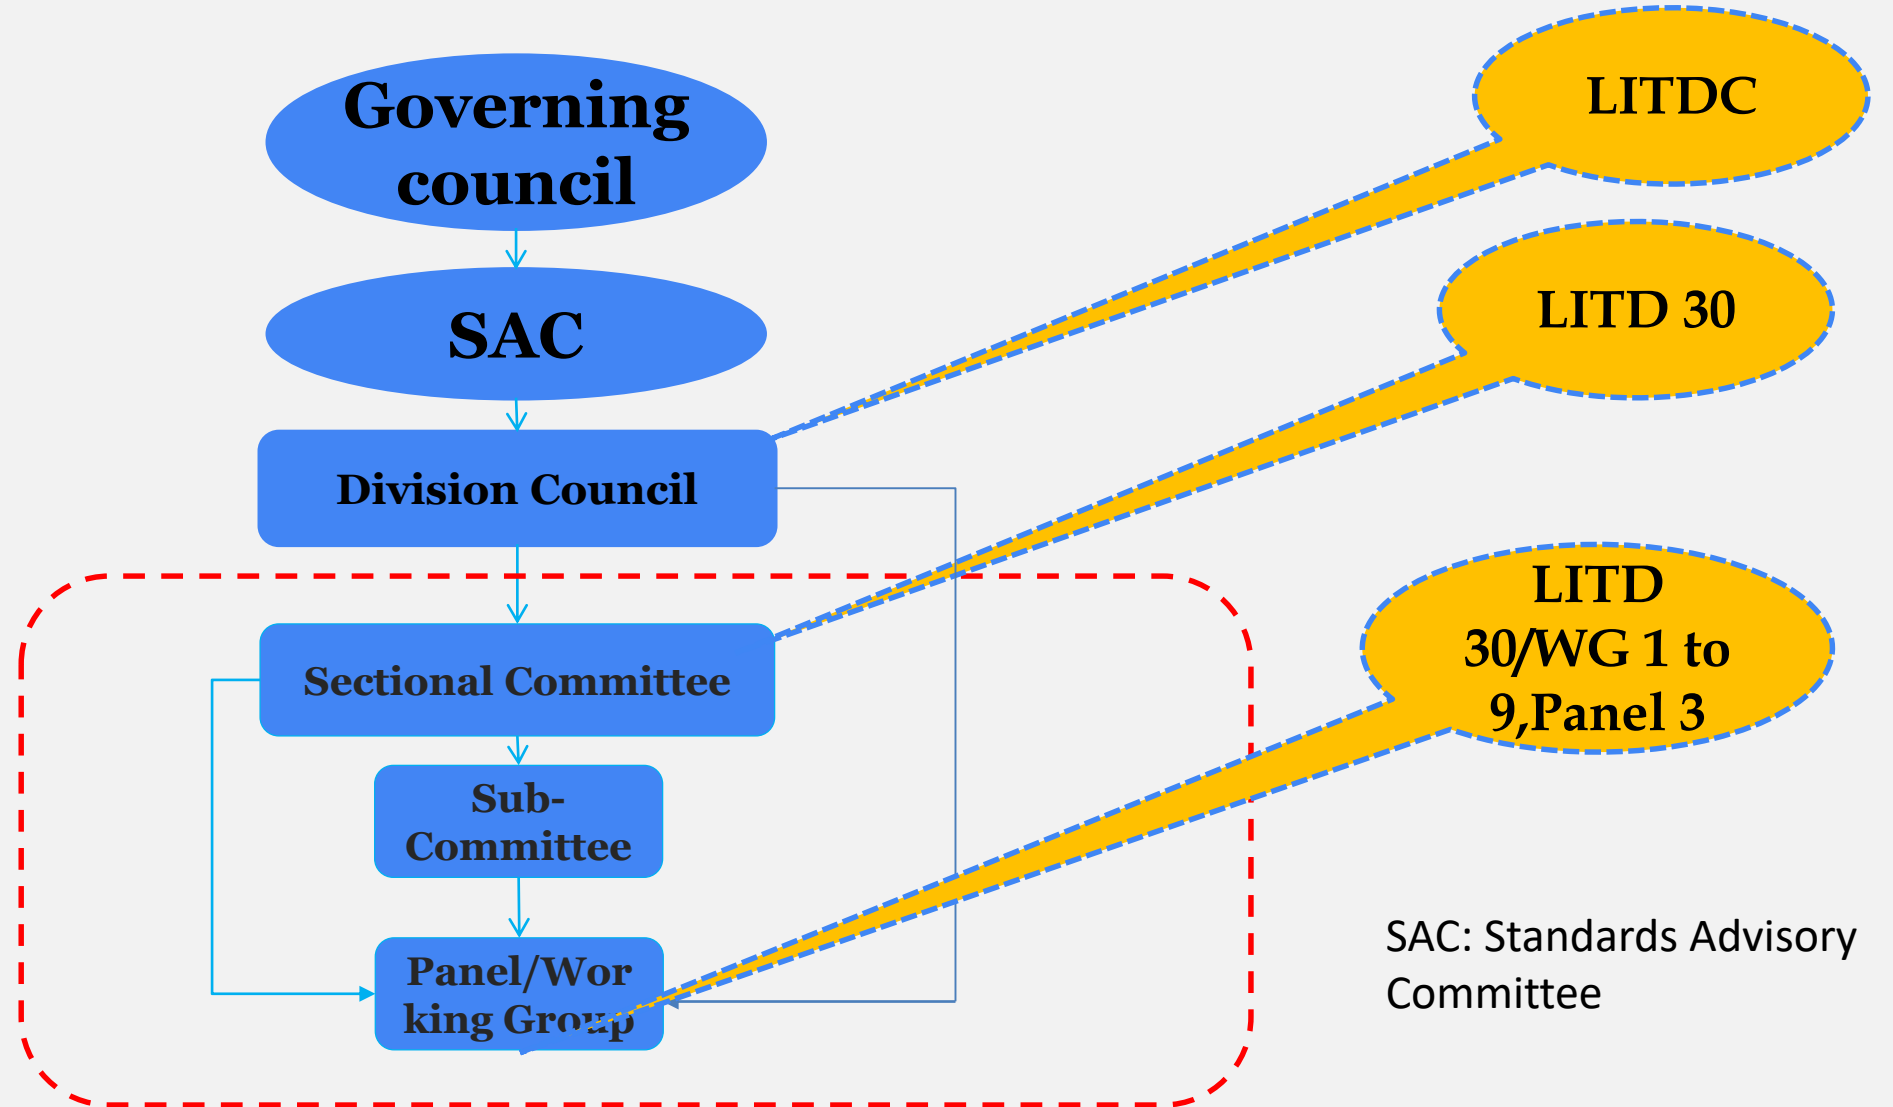 Governing
council
SAC
Division Council
Sectional Committee
Sub-
Committee
Panel/Wor
king Group
LITDC
LITD 30
LITD
30/WG 1 to
9,Panel 3
SAC: Standards Advisory
Committee